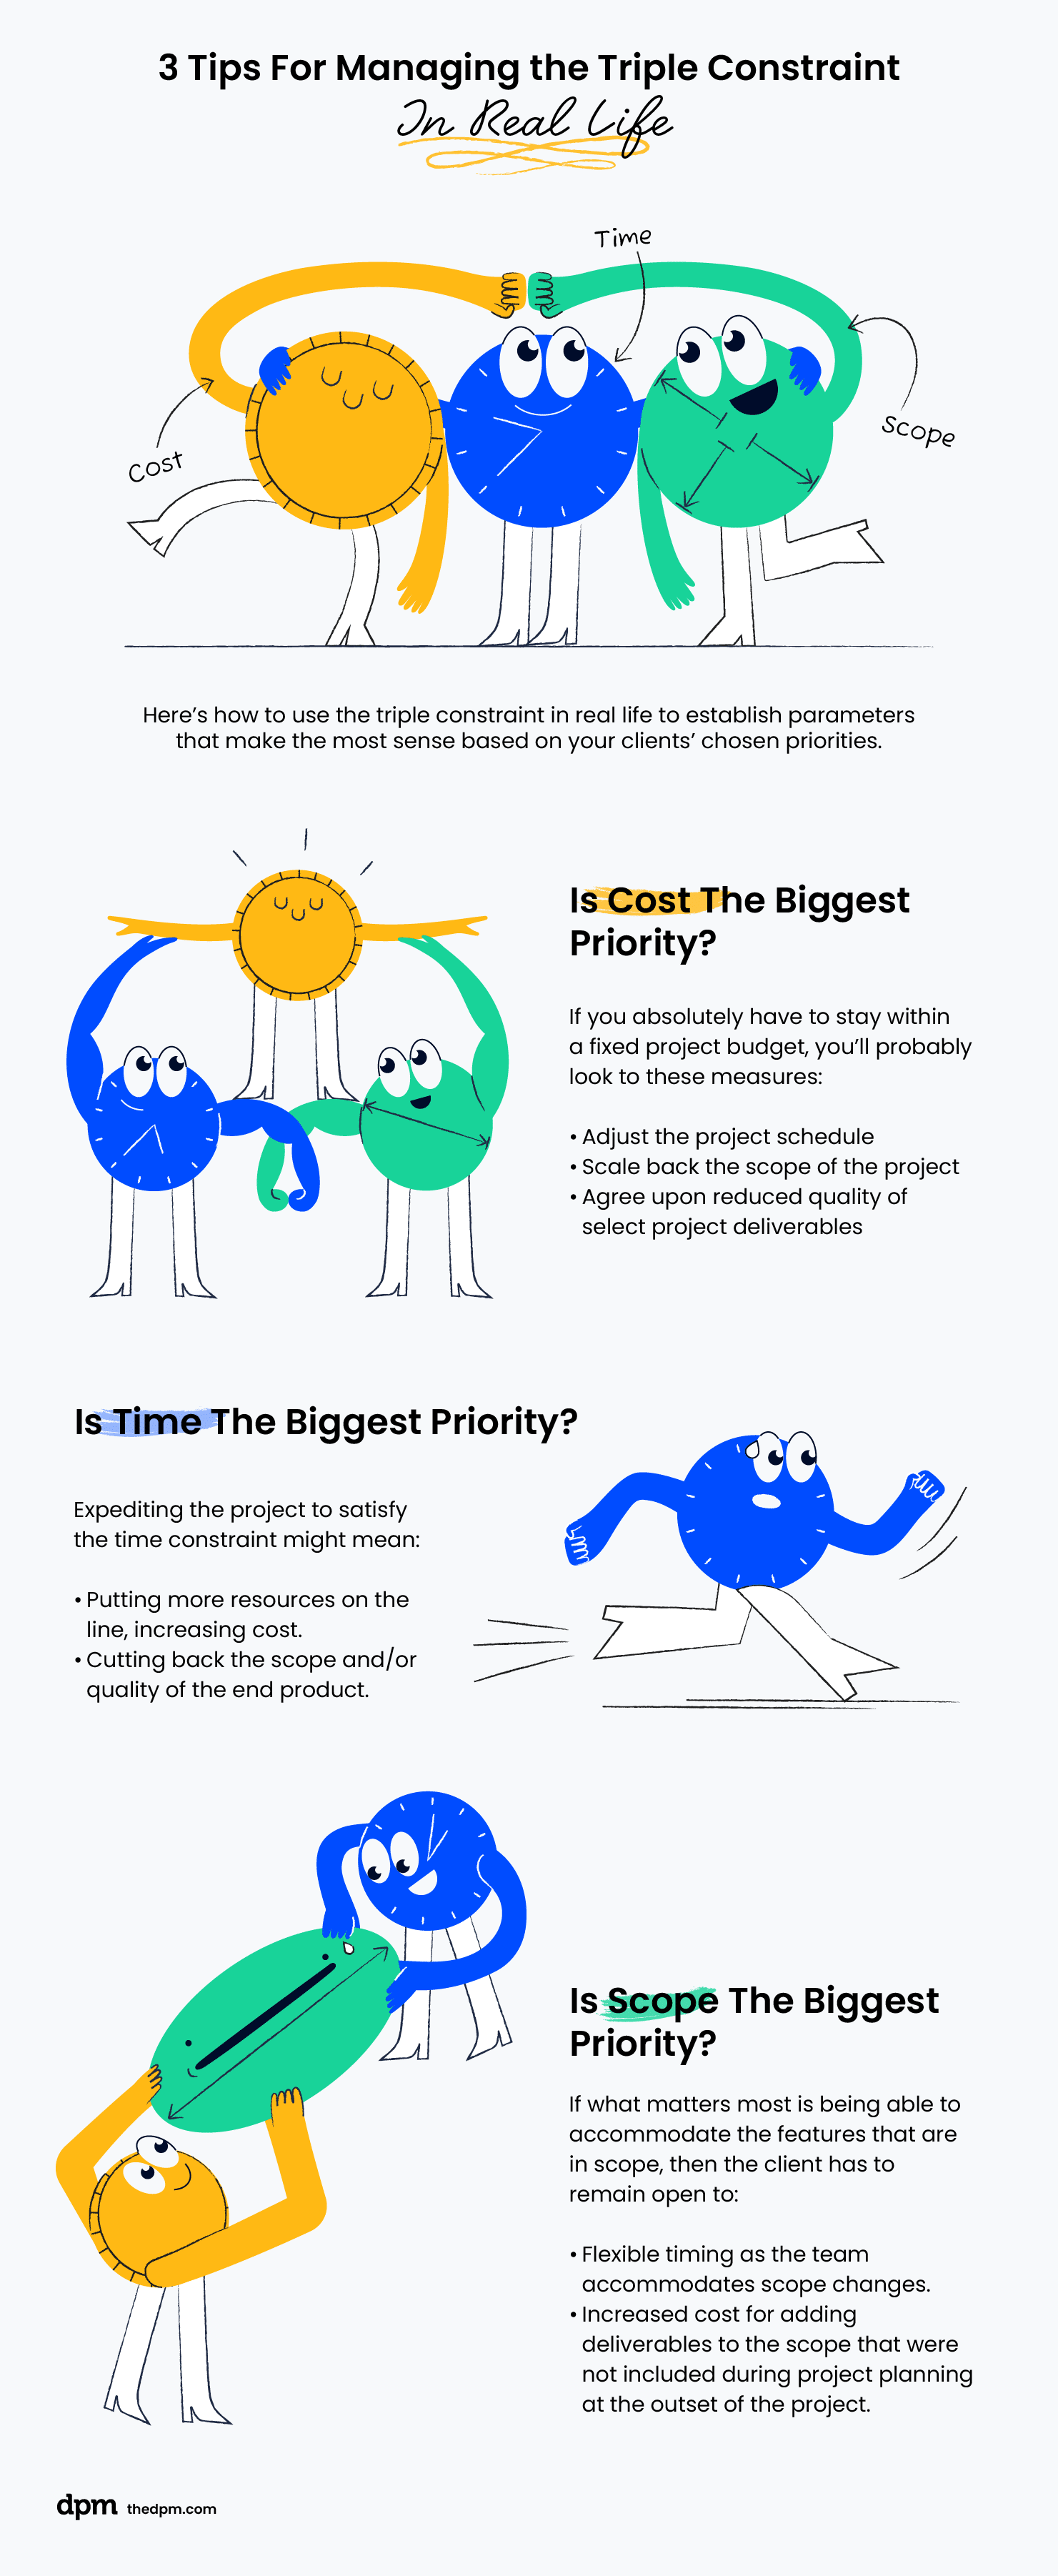 3 Tips For Managing the Triple Constraint
In Real Life
Time
Cost
Scope
Here’s how to use the triple constraint in real life to establish parameters
that make the most sense based on your clients’ chosen priorities.
Is Cost The Biggest
Priority?
If you absolutely have to stay within
a fixed project budget, you’ll probably
look to these measures:
• Adjust the project schedule
• Scale back the scope of the project
• Agree upon reduced quality of
select project deliverables
Is Time The Biggest Priority?
Expediting the project to satisfy
the time constraint might mean:
• Putting more resources on the
line, increasing cost.
• Cutting back the scope and/or
quality of the end product.
Is Scope The Biggest
Priority?
If what matters most is being able to
accommodate the features that are
in scope, then the client has to
remain open to:
• Flexible timing as the team
accommodates scope changes.
• Increased cost for adding
deliverables to the scope that were
not included during project planning
at the outset of the project.
dpm thedpm.com